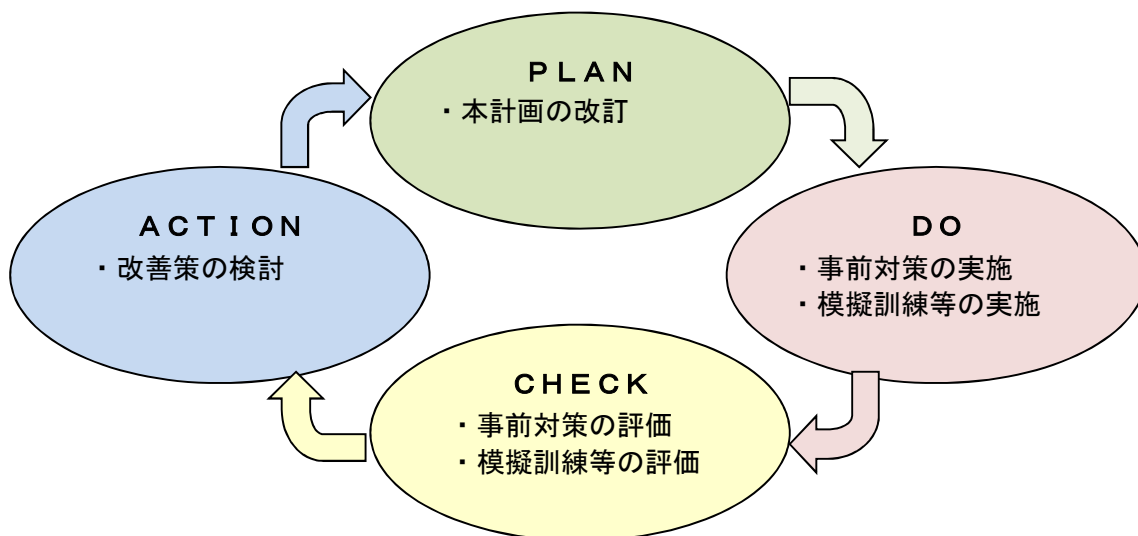 ＰＬＡＮ
・本計画の改訂
ＡＣＴＩＯＮ
・改善策の検討
ＤＯ
・事前対策の実施
・模擬訓練等の実施
ＣＨＥＣＫ
・事前対策の評価
・模擬訓練等の評価